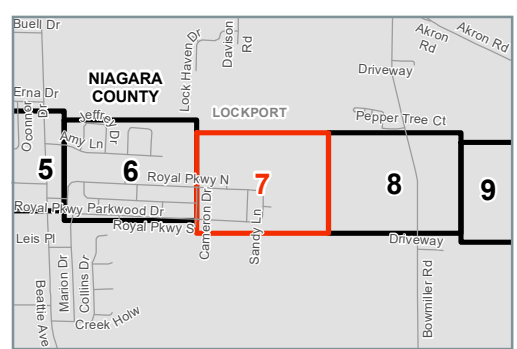 Buell Dr
Davison
Rd
Akron
Rd
Akron Rd
Lock Haven Dr
Driveway
NIAGARA
COUNTY
LOCKPORT
Erna Dr
Oconnor
Dr
Jeffrey Dr
Pepper Tree Ct
Amy Ln
5
6
Royal Pkwy N
7
8
9
Royal Pkwy
Parkwood Dr
Royal Pkwy S
Cameron Dr
Sandy Ln
Leis Pl
Driveway
Beattie Ave
Marion Dr
Collins Dr
Creek Holw
Bowmiller Rd